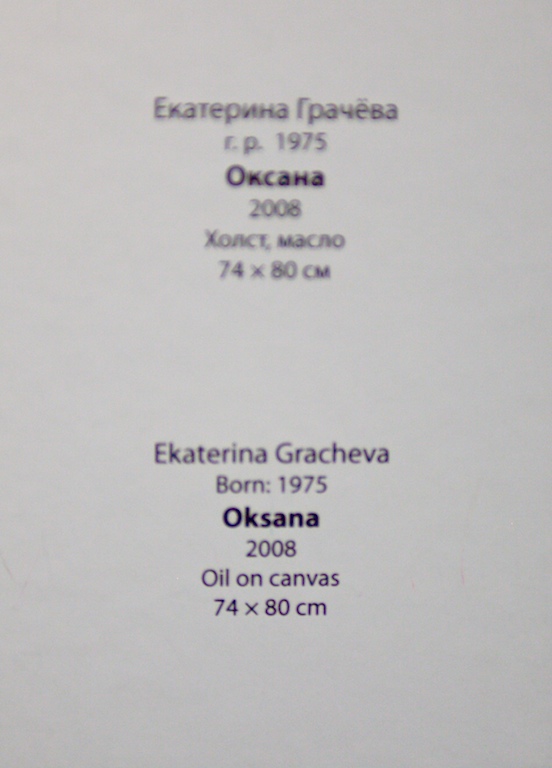 Екатерина Грачёва
г. р. 1975
Оксана
2008
Холст, масло
74 × 80 см
Ekaterina Gracheva
Born: 1975
Oksana
2008
Oil on canvas
74 × 80 cm